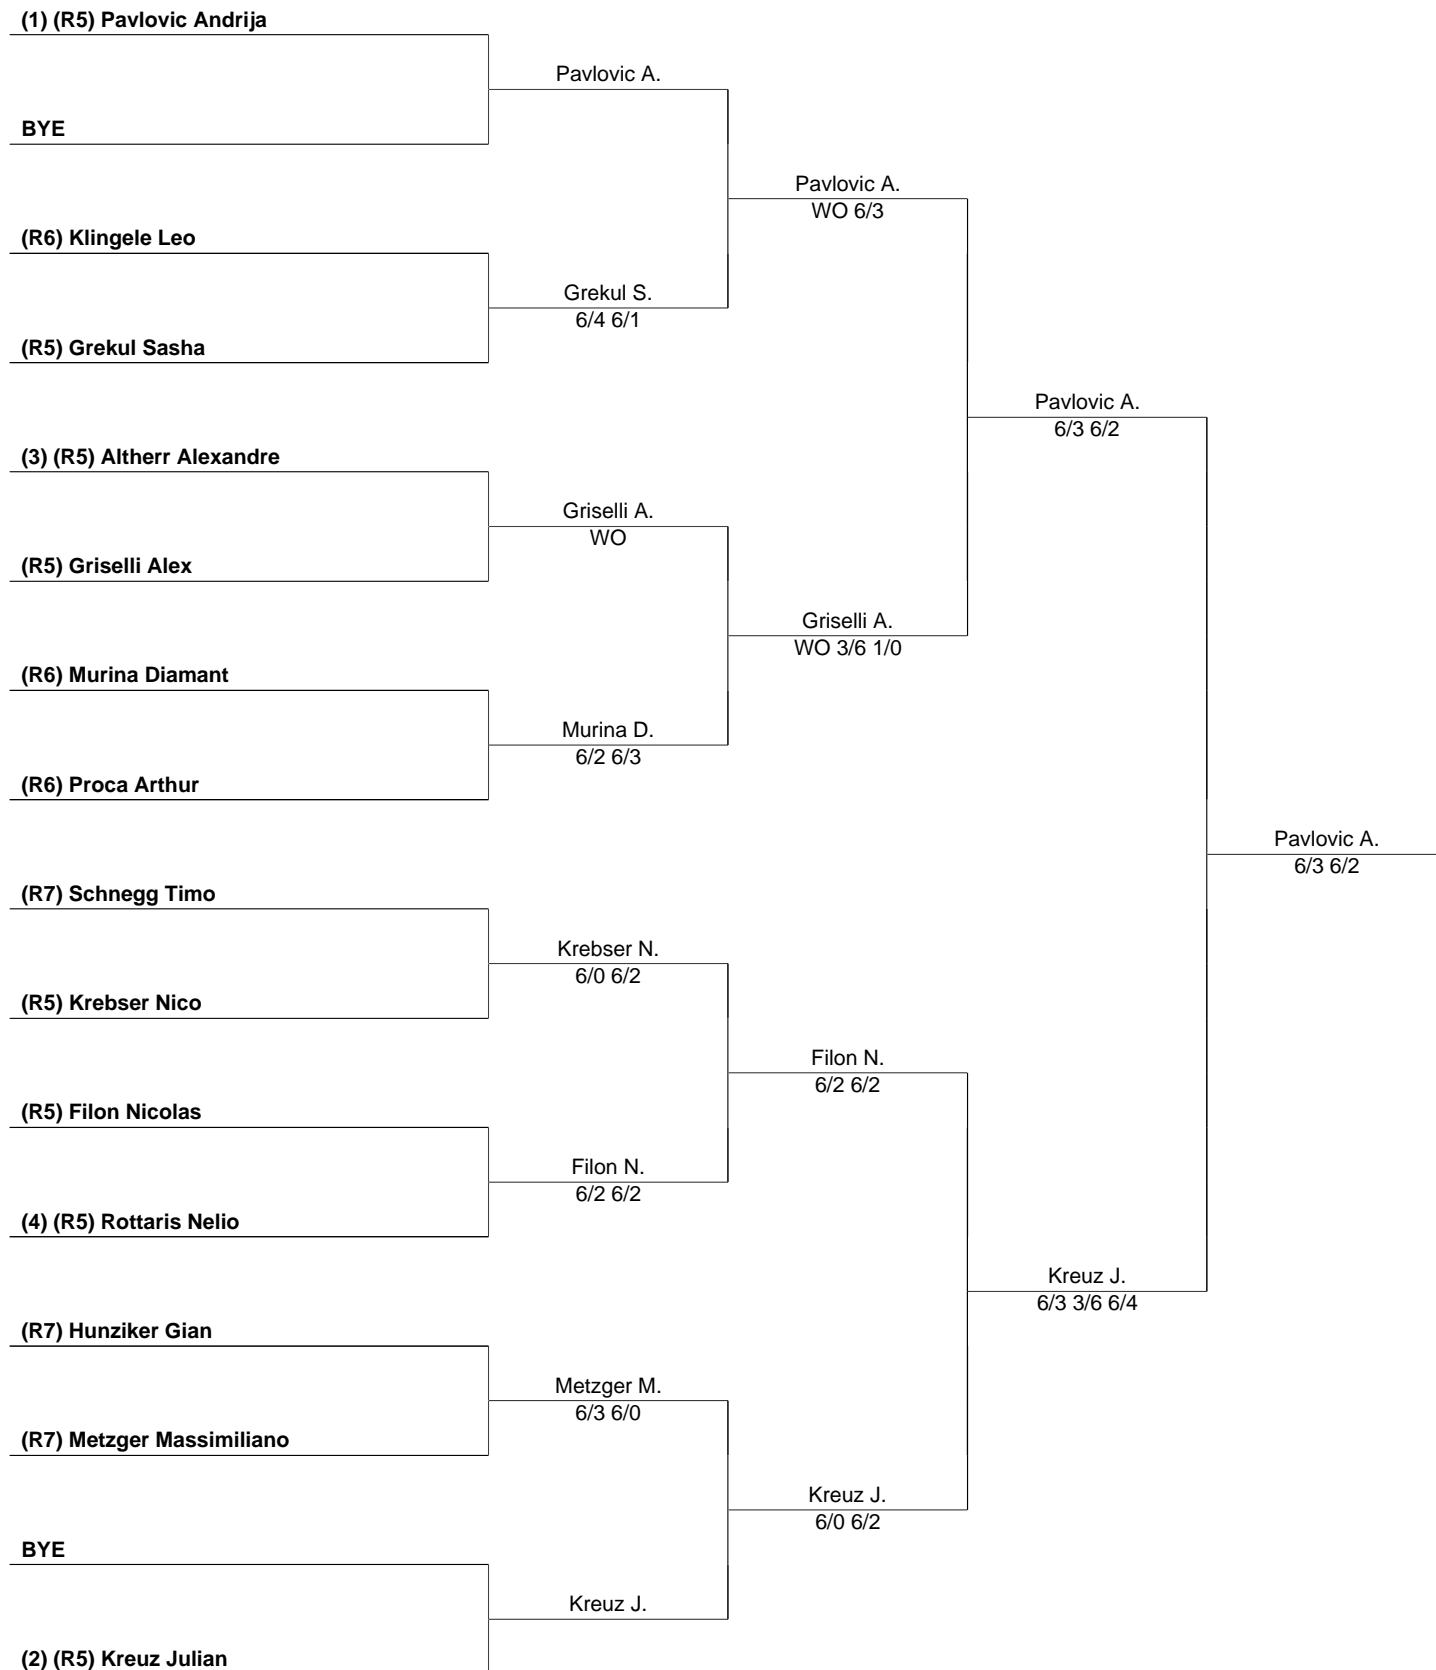 (1) (R5) Pavlovic Andrija
Pavlovic A.
BYE
Pavlovic A.
WO 6/3
(R6) Klingele Leo
Grekul S.
6/4 6/1
(R5) Grekul Sasha
Pavlovic A.
6/3 6/2
(3) (R5) Altherr Alexandre
Griselli A.
WO
(R5) Griselli Alex
Griselli A.
WO 3/6 1/0
(R6) Murina Diamant
Murina D.
6/2 6/3
(R6) Proca Arthur
Pavlovic A.
6/3 6/2
(R7) Schnegg Timo
Krebser N.
6/0 6/2
(R5) Krebser Nico
Filon N.
6/2 6/2
(R5) Filon Nicolas
Filon N.
6/2 6/2
(4) (R5) Rottaris Nelio
Kreuz J.
6/3 3/6 6/4
(R7) Hunziker Gian
Metzger M.
6/3 6/0
(R7) Metzger Massimiliano
Kreuz J.
6/0 6/2
BYE
Kreuz J.
(2) (R5) Kreuz Julian